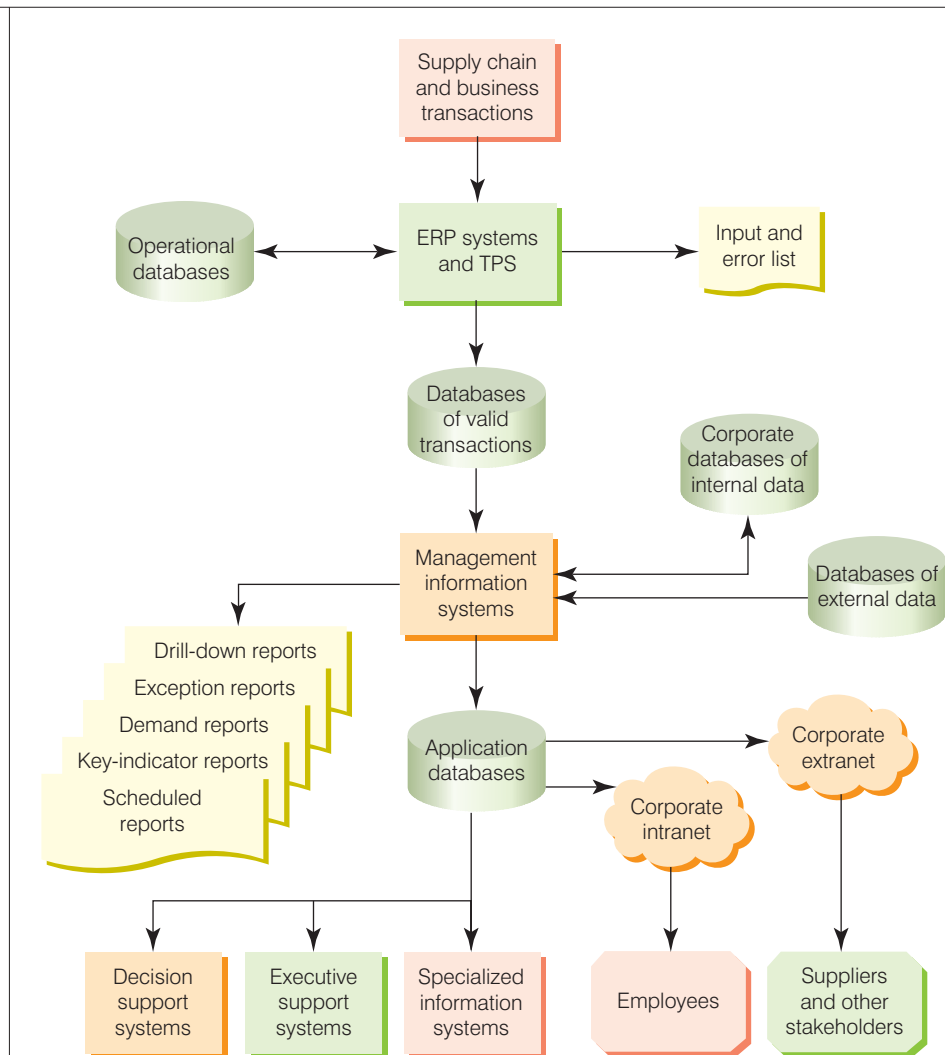 Supply chain
and business
transactions
Operational
databases
ERP systems
and TPS
Input and
error list
Databases
of valid
transactions
Corporate
databases of
internal data
Management
information
systems
Databases of
external data
Drill-down reports
Exception reports
Demand reports
Key-indicator reports
Scheduled
reports
Application
databases
Corporate
extranet
Corporate
intranet
Decision
support
systems
Executive
support
systems
Specialized
information
systems
Employees
Suppliers
and other
stakeholders